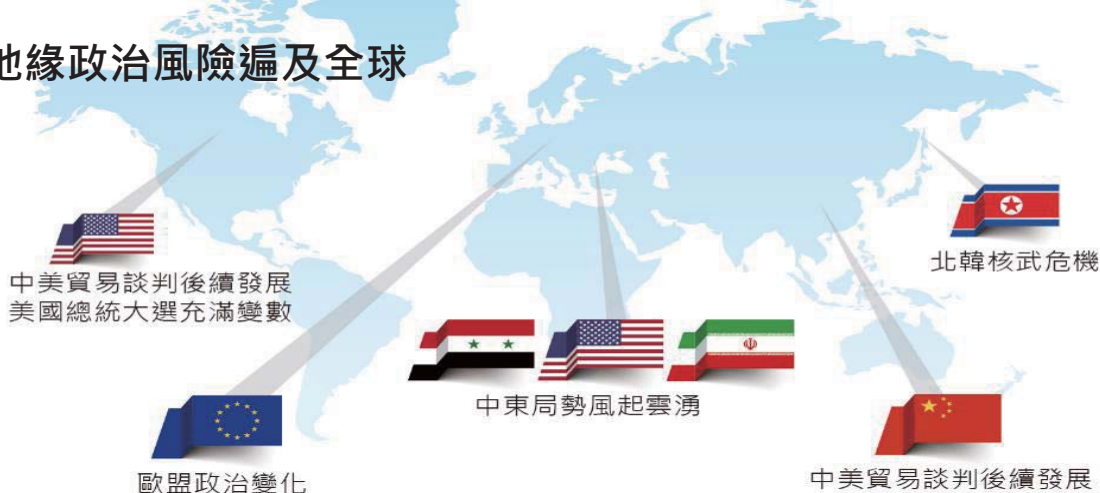 地緣政治風險遍及全球
中美貿易談判後續發展
美國總統大選充滿變數
北韓核武危機
中東局勢風起雲湧
歐盟政治變化
中美貿易談判後續發展